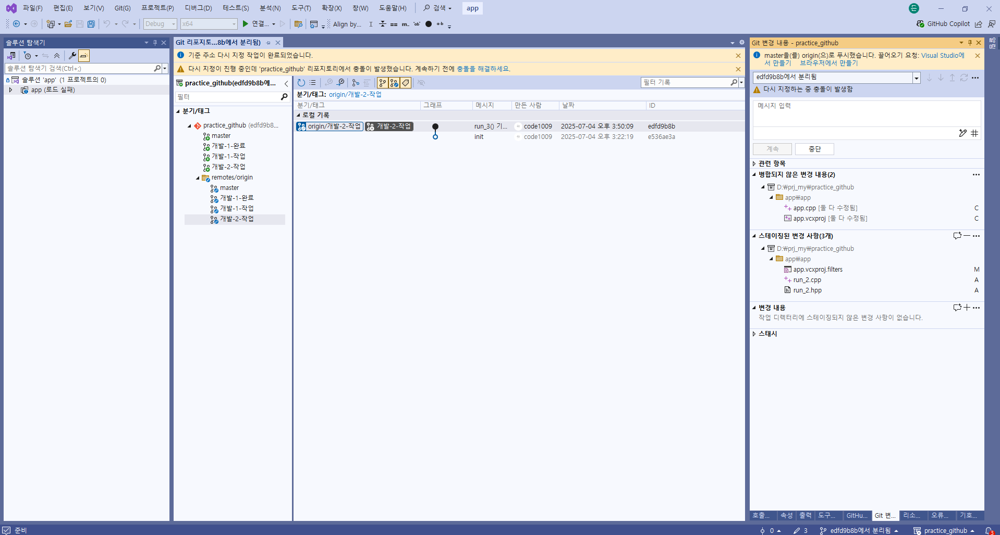 파일(F) 편집(E) 보기(V) Git(G) 프로젝트(P) 디버그(D) 테스트(S) 분석(N) 도구(T) 확장(X) 창(W) 도움말(H) 검색 app
Debug x64 연결... Align by... GitHub Copilot
솔루션 탐색기
솔루션 탐색기 검색(Ctrl+;)
솔루션 'app' (1 프로젝트의 0)
app (로드 실패)
Git 리포지토...8b에서 분리됨)
기준 주소 다시 지정 작업이 완료되었습니다.
다시 지정이 진행 중인데 'practice_github' 리포지토리에서 충돌이 발생했습니다. 계속하기 전에 충돌을 해결하세요.
practice_github(edfd9b8b에...
필터
분기/태그
practice_github (edfd9b8...
master
개발-1-완료
개발-1-작업
개발-2-작업
remotes/origin
master
개발-1-완료
개발-1-작업
개발-2-작업
필터 기록
분기/태그: origin/개발-2-작업
분기/태그 그래프 메시지 만든 사람 날짜 ID
로컬 기록
origin/개발-2-작업 개발-2-작업 run_3() 기... code1009 2025-07-04 오후 3:50:09 edfd9b8b
init code1009 2025-07-04 오후 3:22:19 e536ae3a
Git 변경 내용 - practice_github
master을(를) origin(으)로 푸시했습니다. 끌어오기 요청: Visual Studio에
서 만들기 브라우저에서 만들기
edfd9b8b에서 분리됨
다시 지정하는 중 충돌이 발생함
메시지 입력
계속 중단
관련 항목
병합되지 않은 변경 내용(2)
D:₩prj_my₩practice_github
app₩app
app.cpp [둘 다 수정됨] C
app.vcxproj [둘 다 수정됨] C
스테이징된 변경 사항(3개)
D:₩prj_my₩practice_github
app₩app
app.vcxproj.filters M
run_2.cpp A
run_2.hpp A
변경 내용
작업 디렉터리에 스테이징되지 않은 변경 사항이 없습니다.
스태시
호출... 속성 출력 도구... GitHu... Git 변... 리소... 오류... 기호...
알림
준비 0 3 edfd9b8b에서 분리됨 practice_github 3